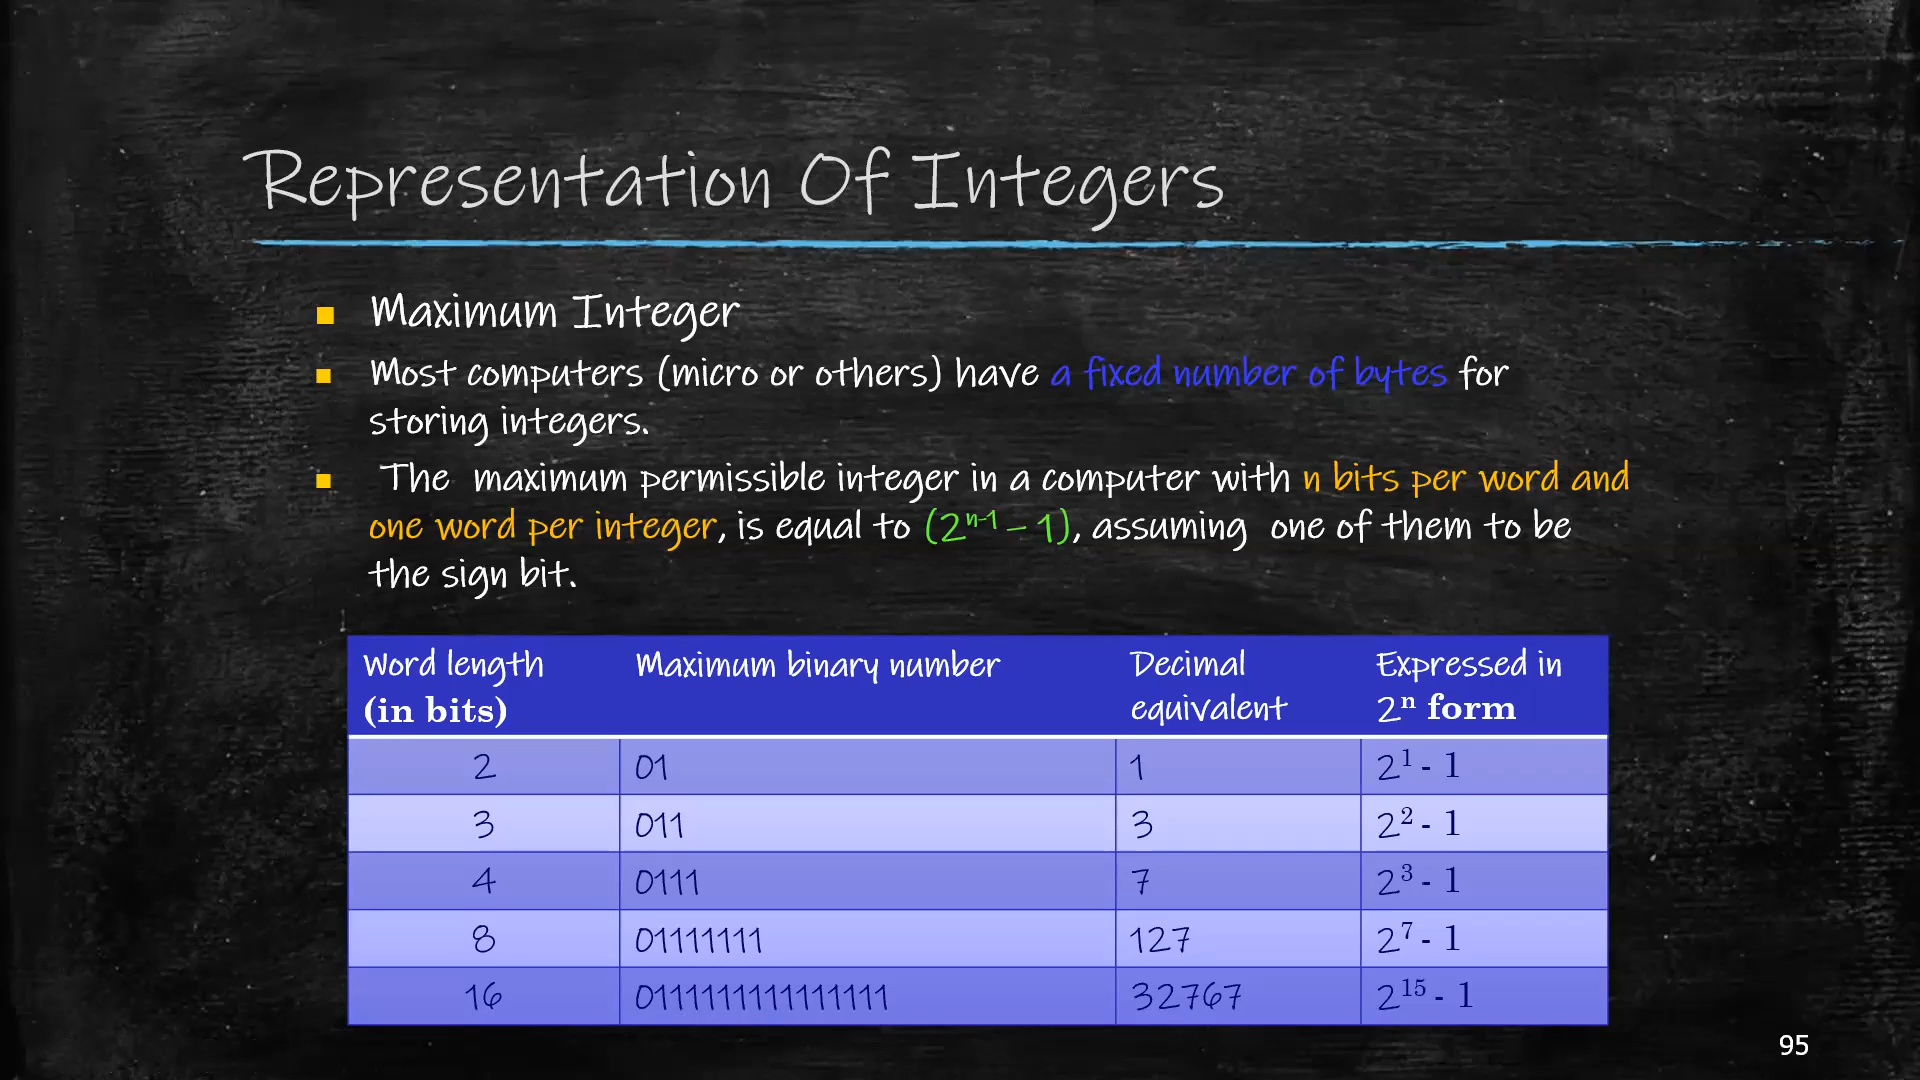 Representation Of Integers
Maximum Integer
Most computers (micro or others) have a fixed number of bytes for
storing integers.
The maximum permissible integer in a computer with n bits per word and
one word per integer, is equal to (2ⁿ⁻¹ – 1), assuming one of them to be
the sign bit.
Word length Maximum binary number Decimal Expressed in
(in bits) equivalent 2ⁿ form
2 01 1 2¹ - 1
3 011 3 2² - 1
4 0111 7 2³ - 1
8 01111111 127 2⁷ - 1
16 0111111111111111 32767 2¹⁵ - 1
95